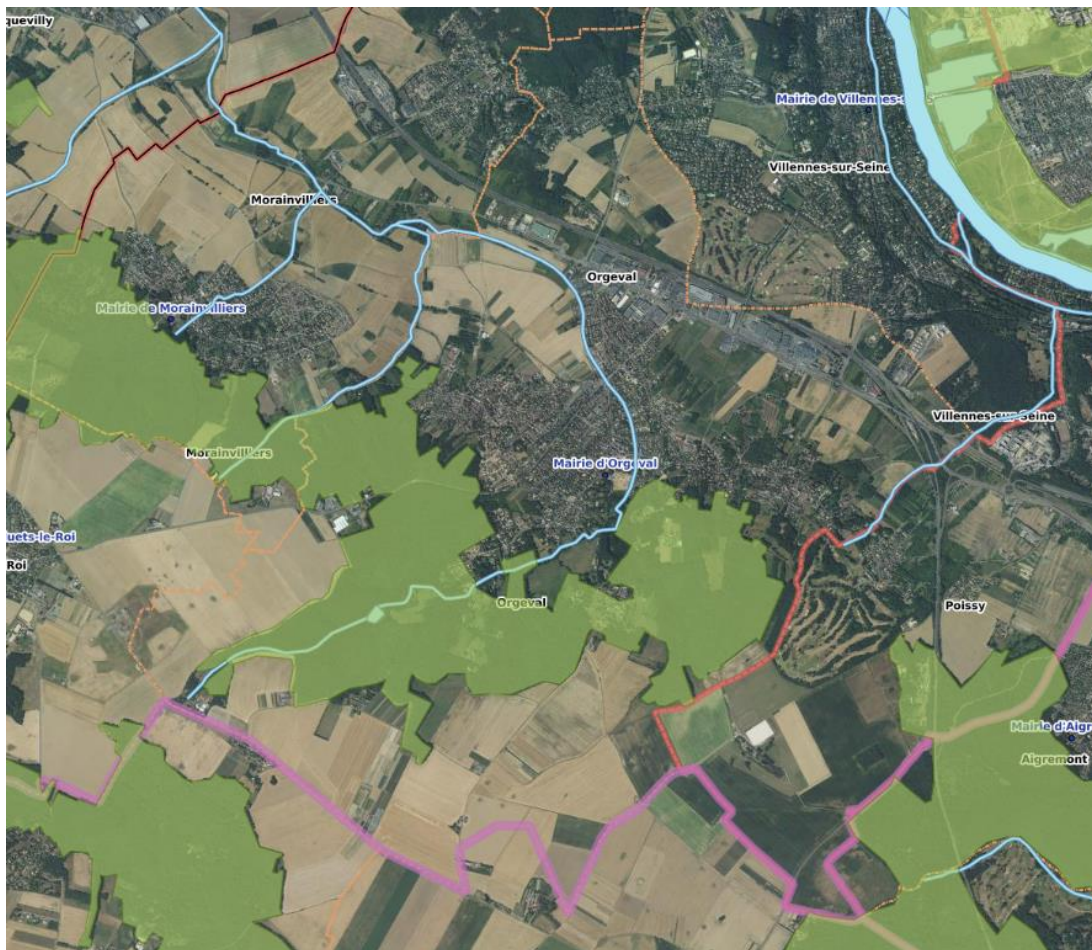 quevilly
Mairie de Villennes-s
Villennes-sur-Seine
Morainvilliers
Orgeval
Mairie de Morainvilliers
Villennes-sur-Seine
Morainvilliers
Mairie d'Orgeval
uets-le-Roi
Roi
Orgeval
Poissy
Mairie d'Aigr
Aigremont